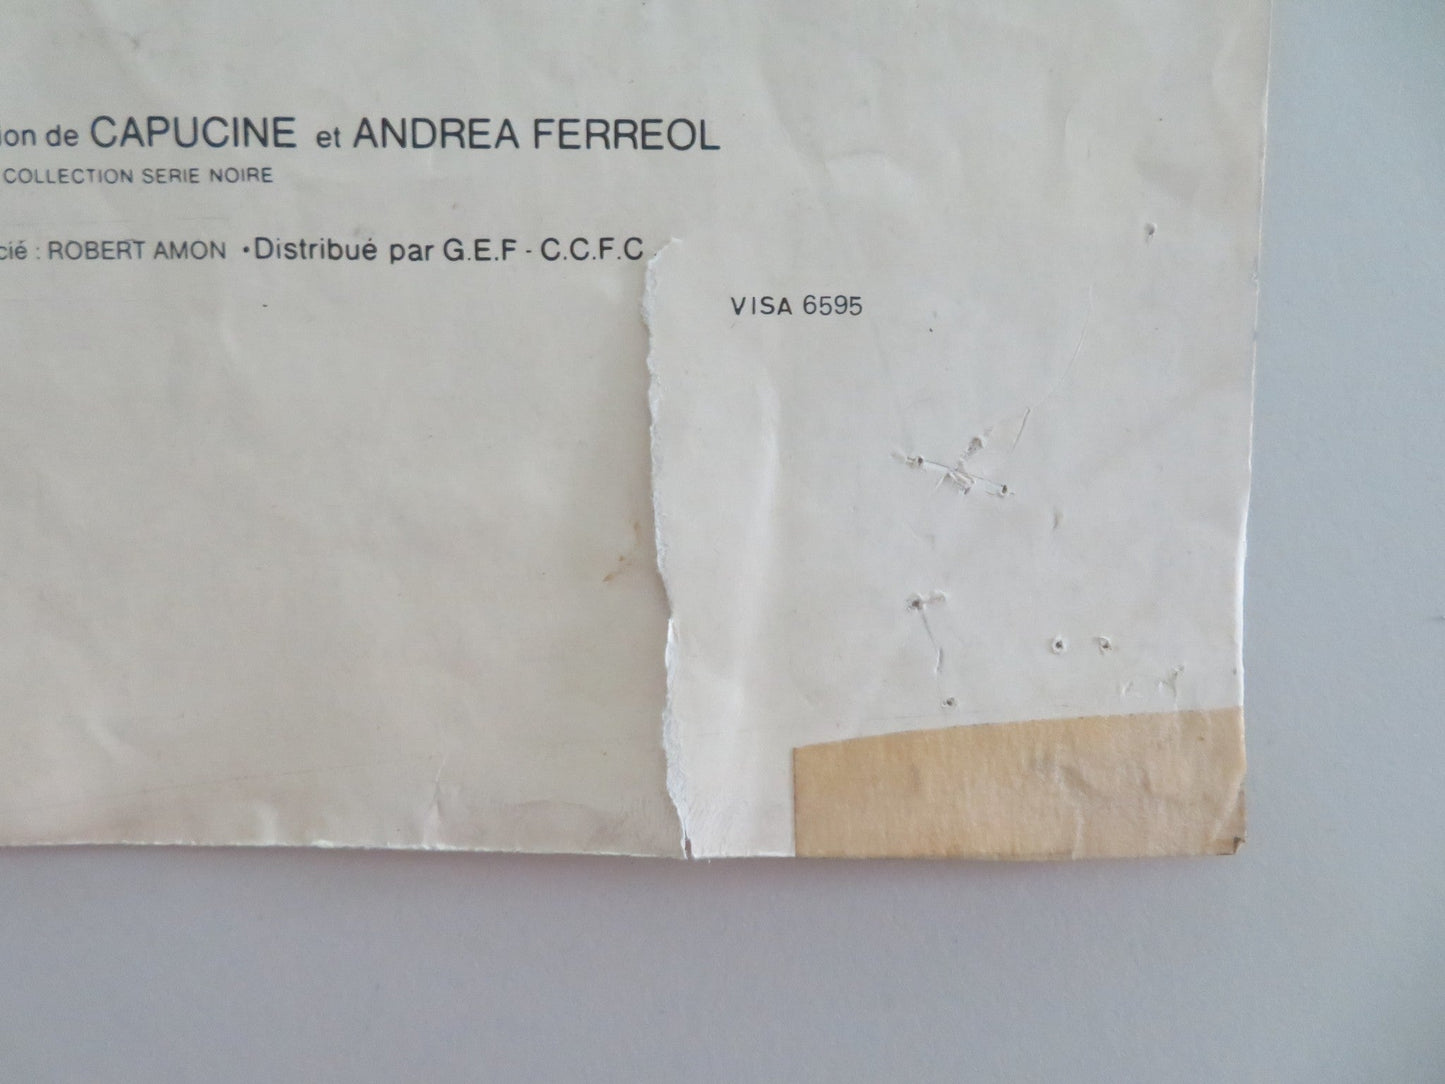 ion de CAPUCINE et ANDREA FERREOL
COLLECTION SERIE NOIRE
cié : ROBERT AMON • Distribué par G.E.F - C.C.F.C
VISA 6595